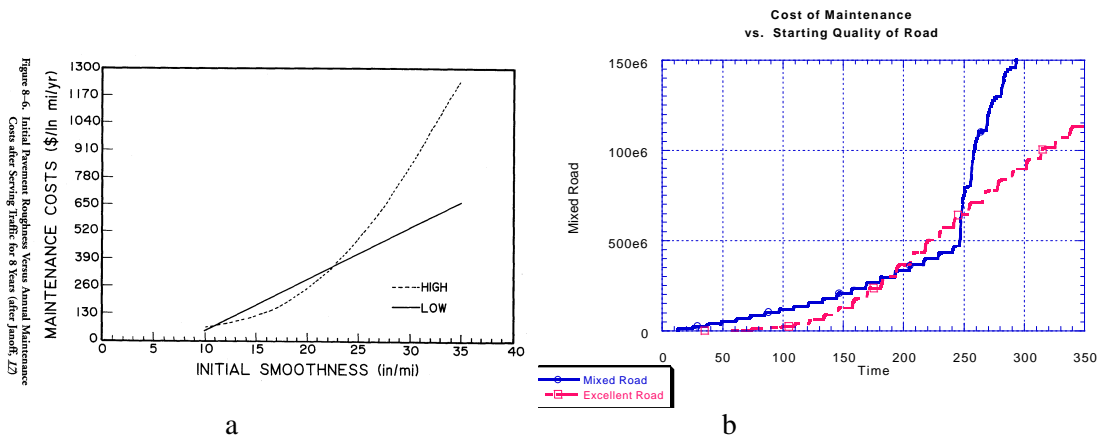 Figure 8–6. Initial Pavement Roughness Versus Annual Maintenance
Costs after Serving Traffic for 8 Years (after Janoff, 17)
MAINTENANCE COSTS ($/ln mi/yr)
1300
1170
1040
910
780
650
520
390
260
130
0
0 5 10 15 20 25 30 35 40
INITIAL SMOOTHNESS (in/mi)
HIGH
LOW
a
Cost of Maintenance
vs. Starting Quality of Road
Mixed Road
150e6
100e6
500e6
0
0 50 100 150 200 250 300 350
Time
Mixed Road
Excellent Road
b